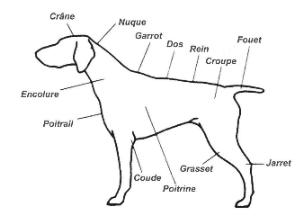 Crâne
Nuque
Garrot
Dos
Rein
Fouet
Croupe
Encolure
Poitrail
Coude
Poitrine
Grasset
Jarret